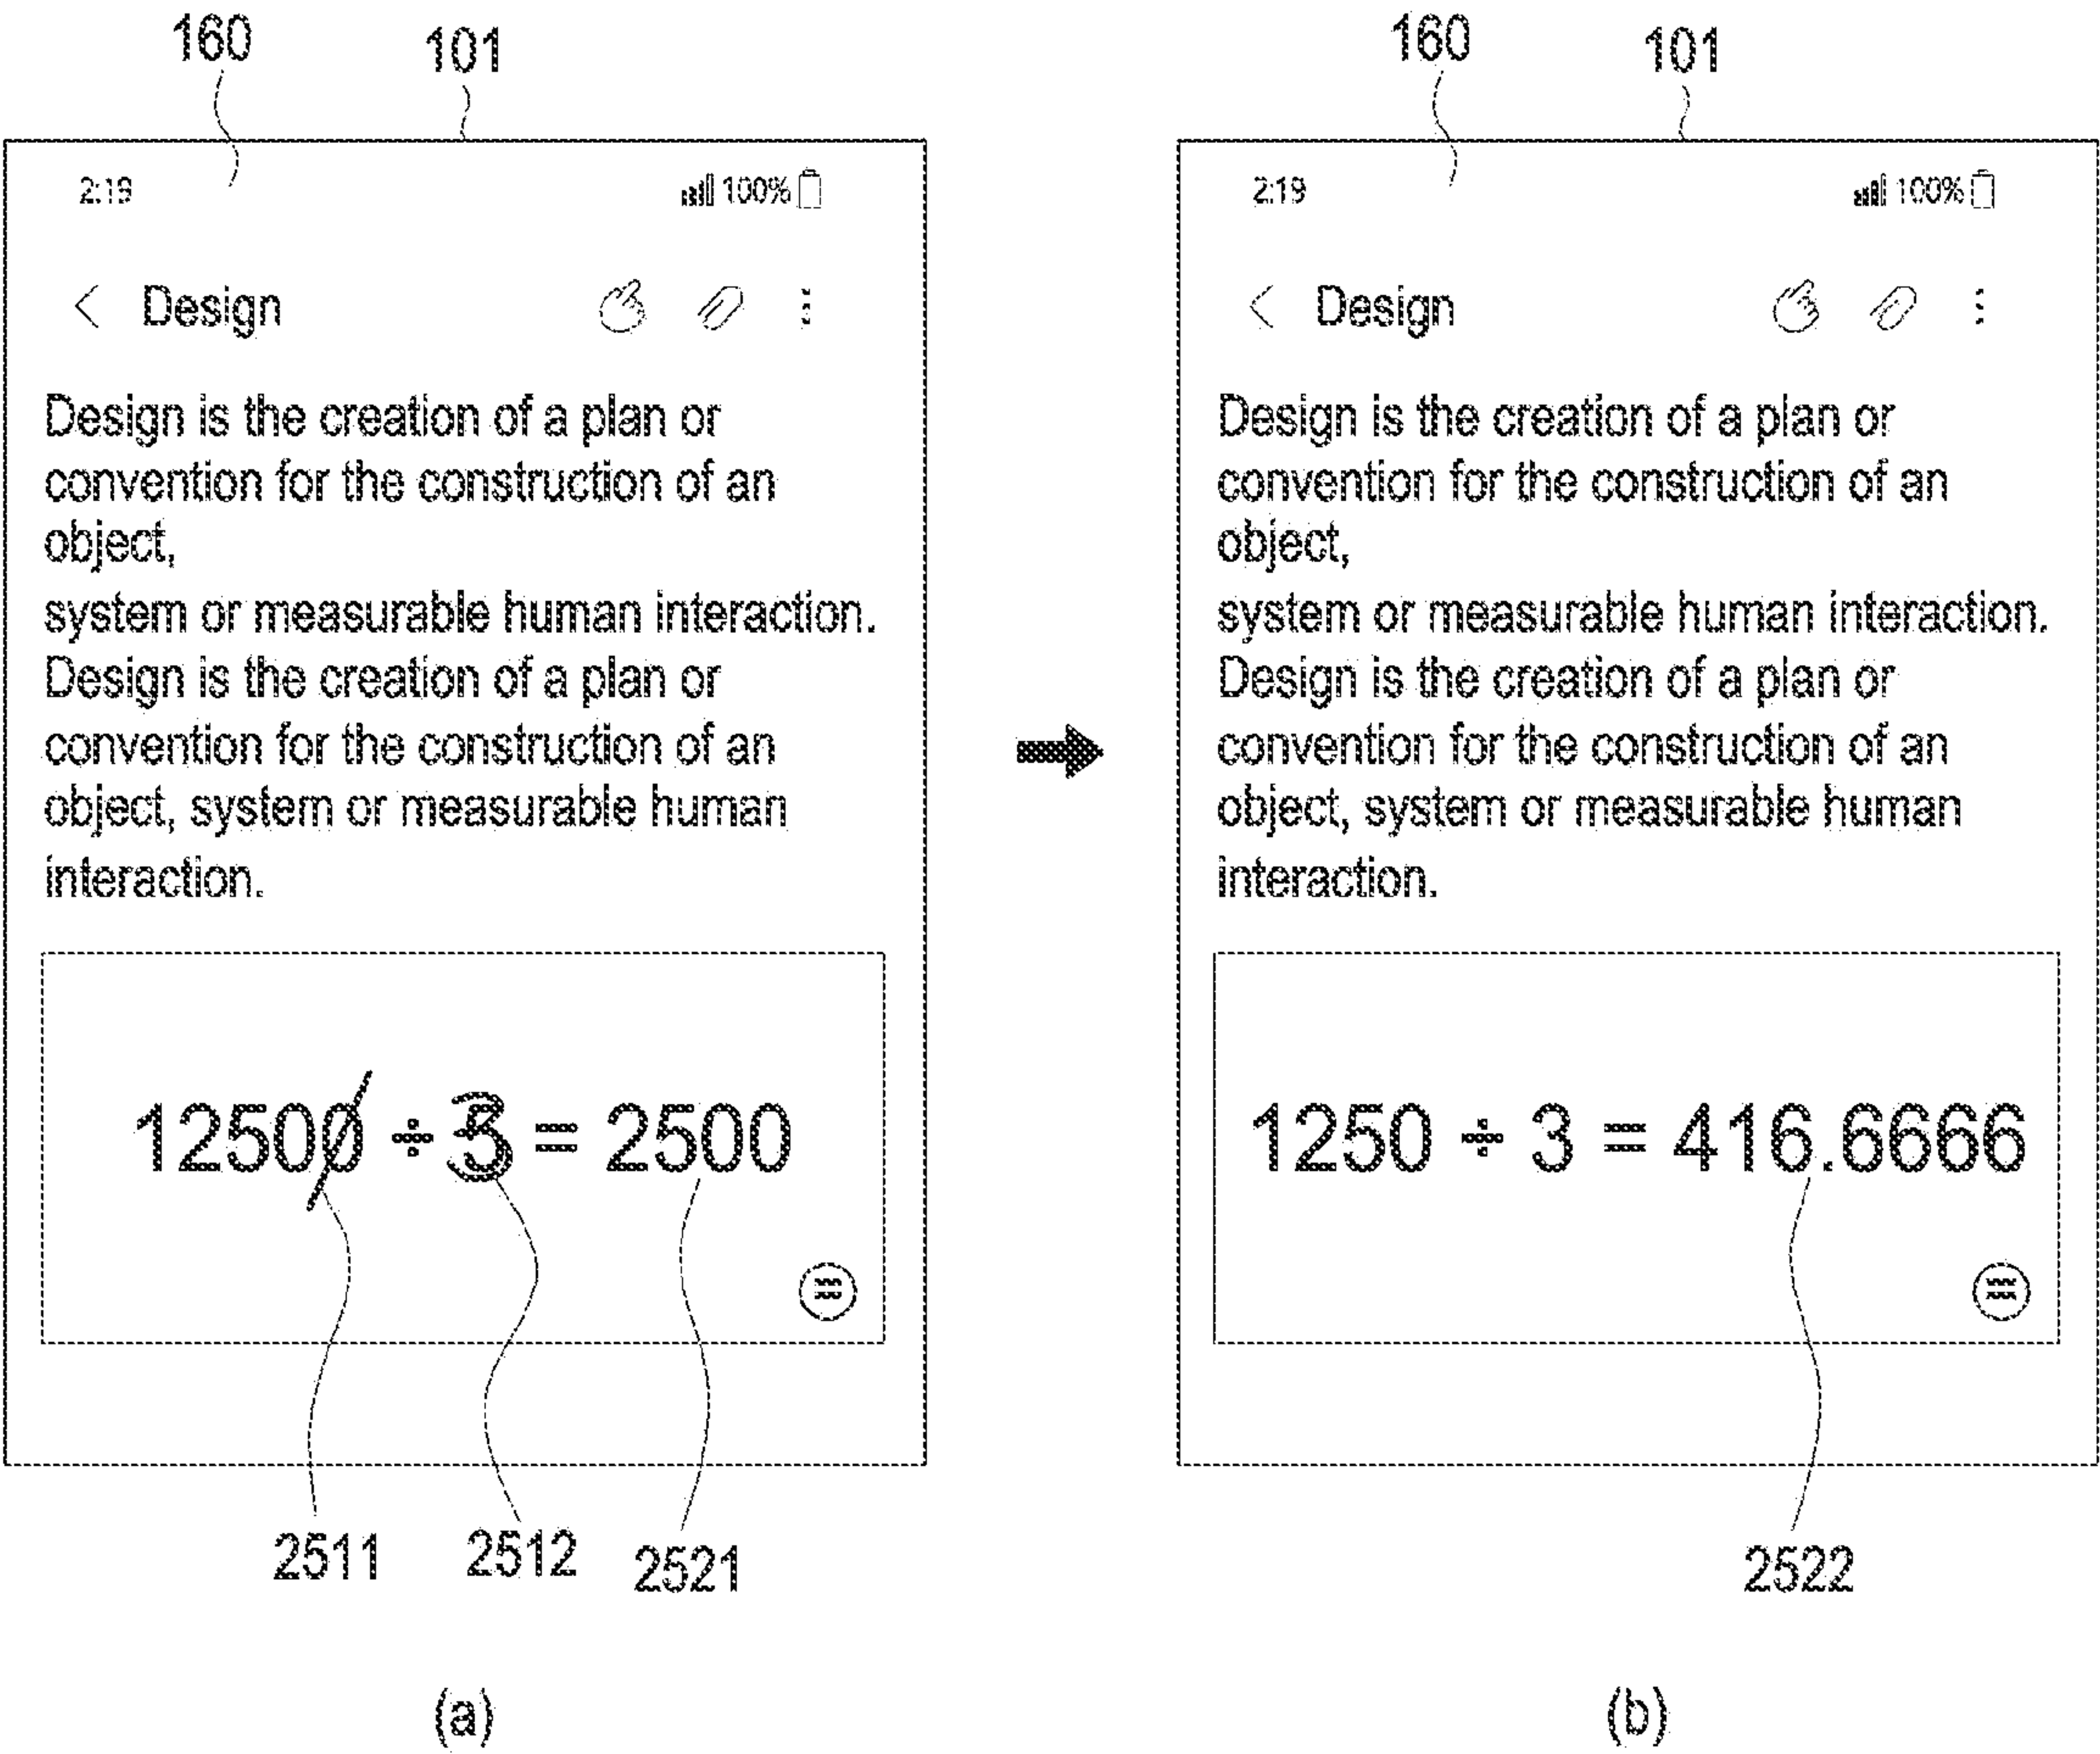 160 101
2:19 100%
Design
Design is the creation of a plan or
convention for the construction of an
object,
system or measurable human interaction.
Design is the creation of a plan or
convention for the construction of an
object, system or measurable human
interaction.
12500 ÷ 3 = 2500
2511 2512 2521
(a)
160 101
2:19 100%
Design
Design is the creation of a plan or
convention for the construction of an
object,
system or measurable human interaction.
Design is the creation of a plan or
convention for the construction of an
object, system or measurable human
interaction.
1250 ÷ 3 = 416.6666
2522
(b)